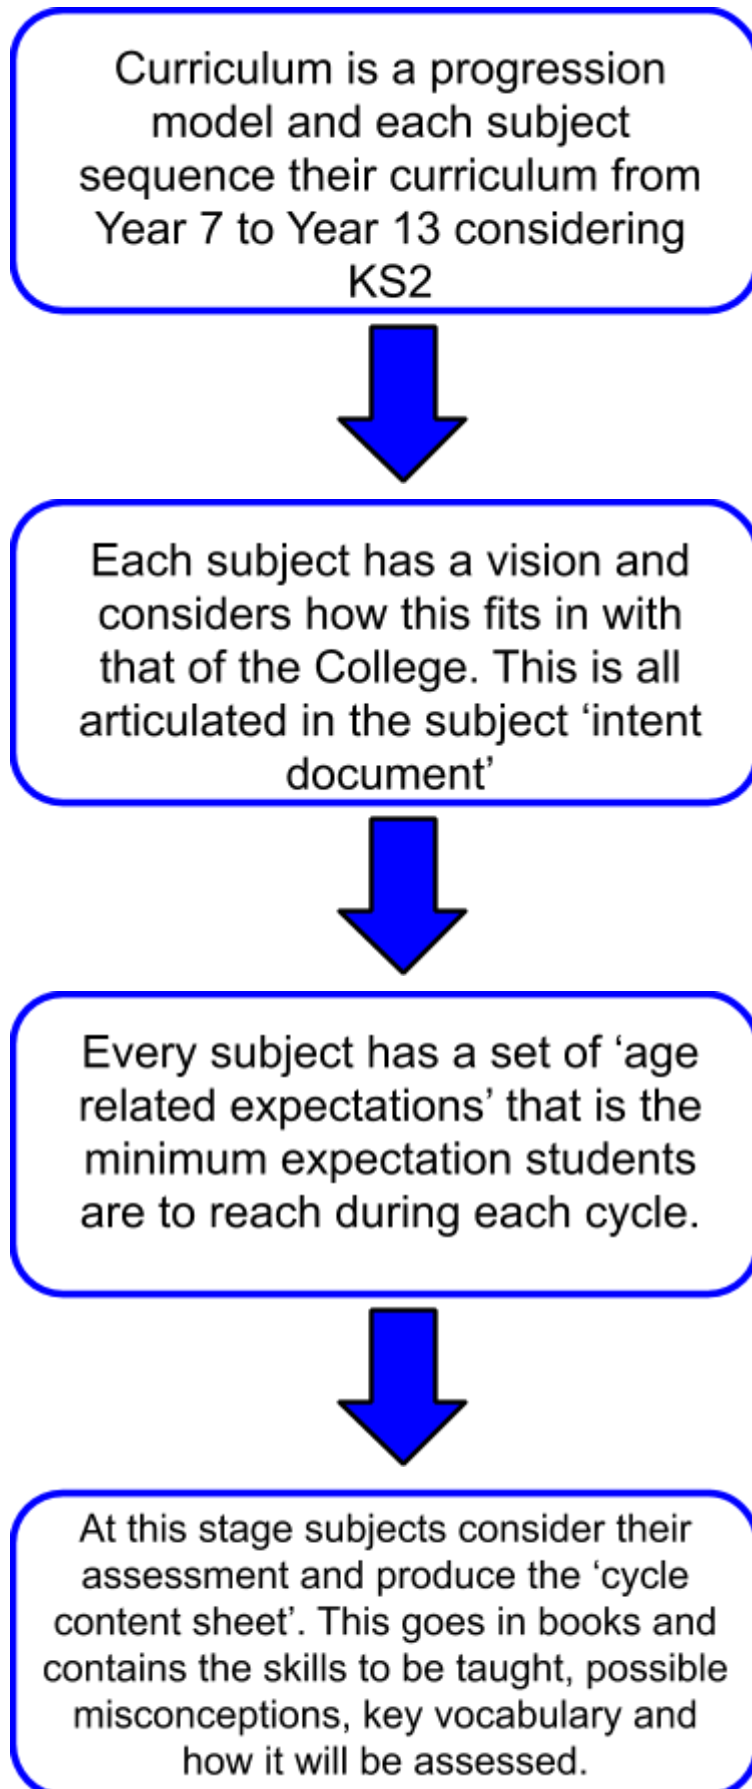 Curriculum is a progression
model and each subject
sequence their curriculum from
Year 7 to Year 13 considering
KS2
Each subject has a vision and
considers how this fits in with
that of the College. This is all
articulated in the subject ‘intent
document’
Every subject has a set of ‘age
related expectations’ that is the
minimum expectation students
are to reach during each cycle.
At this stage subjects consider their
assessment and produce the ‘cycle
content sheet’. This goes in books and
contains the skills to be taught, possible
misconceptions, key vocabulary and
how it will be assessed.